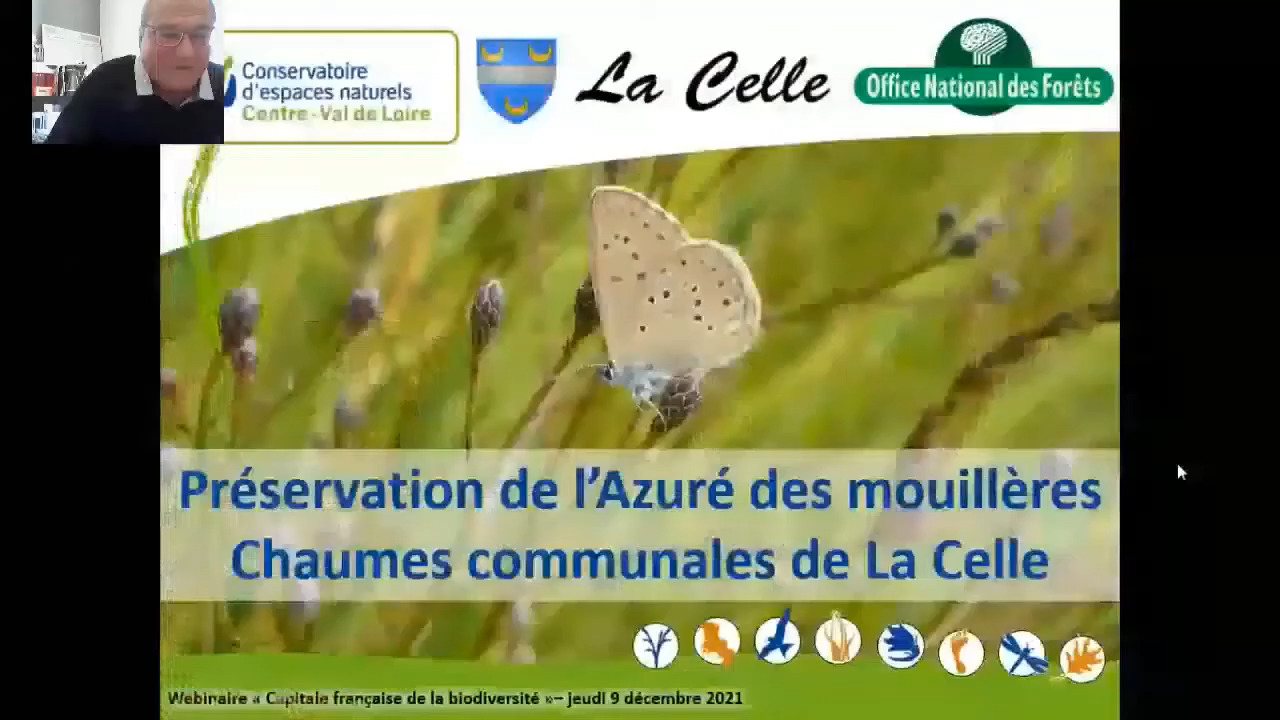 Conservatoire
d'espaces naturels
Centre - Val de Loire
La Celle
Office National des Forêts
Préservation de l'Azuré des mouillères
Chaumes communales de La Celle
Webinaire « Capitale française de la biodiversité »– jeudi 9 décembre 2021